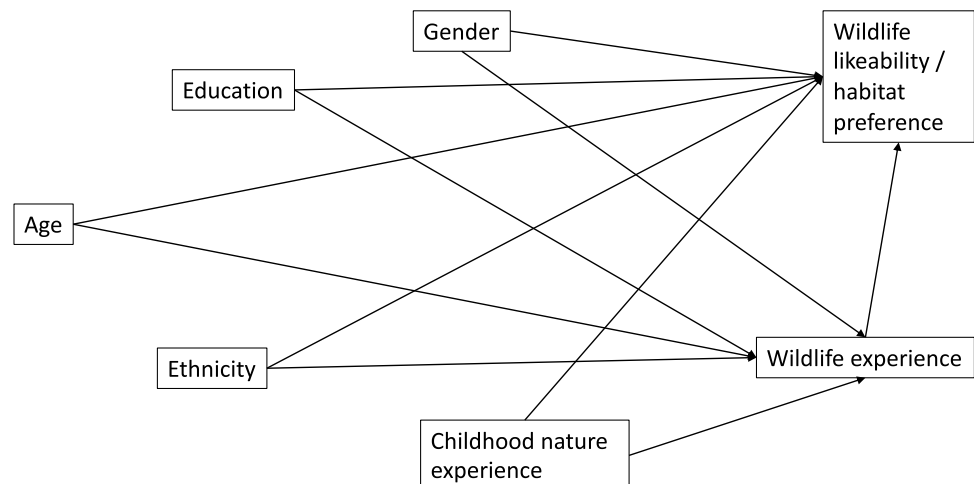 Gender
Wildlife
likeability /
habitat
preference
Education
Age
Ethnicity
Wildlife experience
Childhood nature
experience